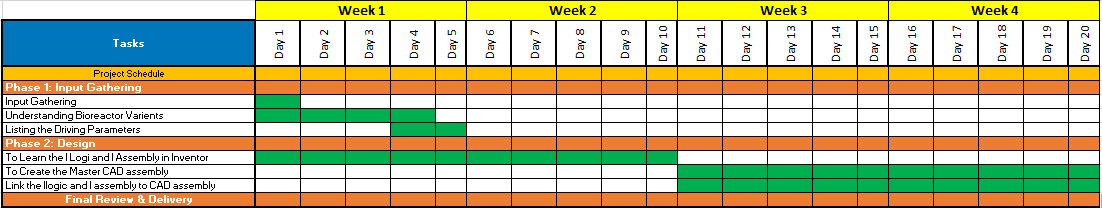 Week 1 Week 2 Week 3 Week 4
Tasks Day 1 Day 2 Day 3 Day 4 Day 5 Day 6 Day 7 Day 8 Day 9 Day 10 Day 11 Day 12 Day 13 Day 14 Day 15 Day 16 Day 17 Day 18 Day 19 Day 20
Project Schedule
Phase 1: Input Gathering
Input Gathering
Understanding Bioreactor Varients
Listing the Driving Parameters
Phase 2: Design
To Learn the I Logi and I Assembly in Inventor
To Create the Master CAD assembly
Link the Ilogic and I assembly to CAD assembly
Final Review & Delivery